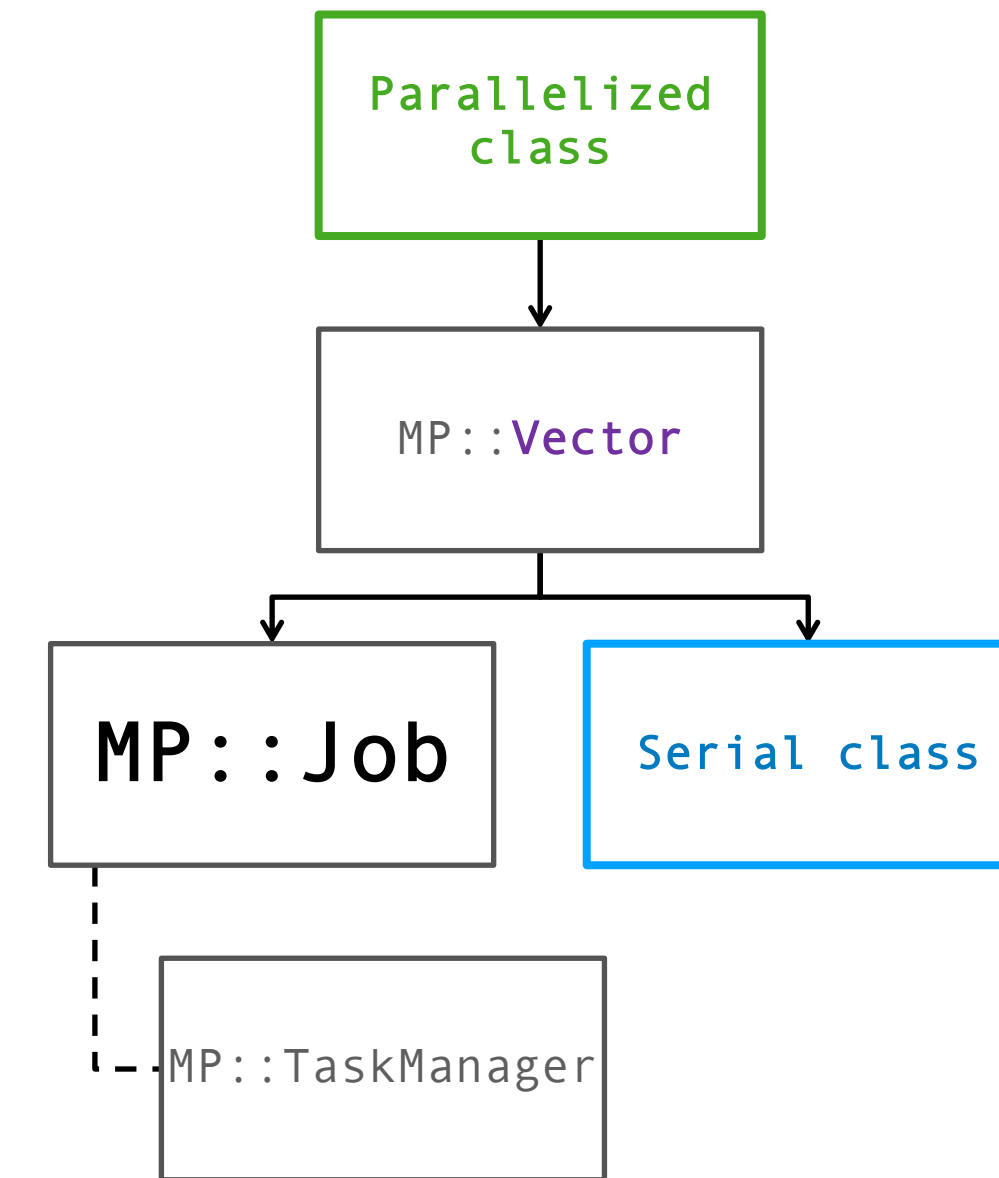 Parallelized
class
MP::Vector
MP::Job
Serial class
MP::TaskManager